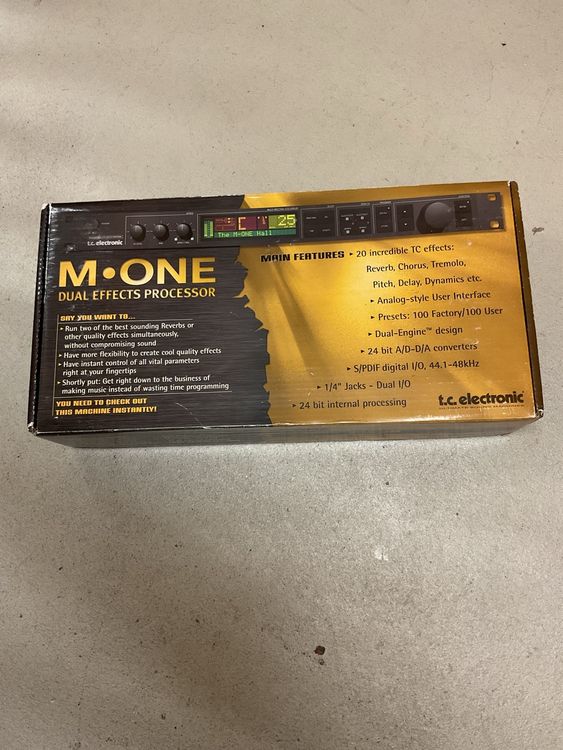 t.c. electronic
25
The M-ONE Hall
M•ONE
DUAL EFFECTS PROCESSOR
SAY YOU WANT TO...
▸ Run two of the best sounding Reverbs or
other quality effects simultaneously,
without compromising sound
▸ Have more flexibility to create cool quality effects
▸ Have instant control of all vital parameters
right at your fingertips
▸ Shortly put: Get right down to the business of
making music instead of wasting time programming
YOU NEED TO CHECK OUT
THIS MACHINE INSTANTLY!
MAIN FEATURES ▸ 20 incredible TC effects:
Reverb, Chorus, Tremolo,
Pitch, Delay, Dynamics etc.
▸ Analog-style User Interface
▸ Presets: 100 Factory/100 User
▸ Dual-Engine™ design
▸ 24 bit A/D-D/A converters
▸ S/PDIF digital I/O, 44.1-48kHz
▸ 1/4" Jacks - Dual I/O
▸ 24 bit internal processing
t.c. electronic